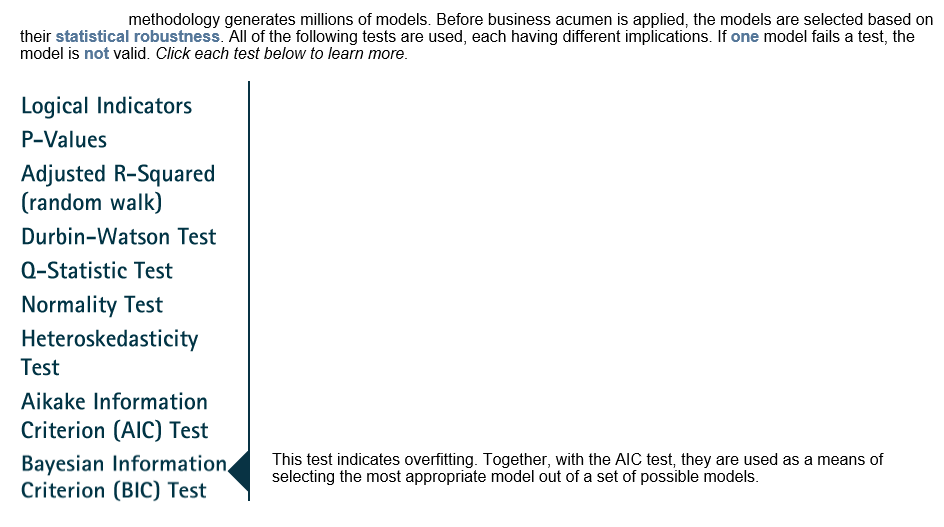 methodology generates millions of models. Before business acumen is applied, the models are selected based on
their statistical robustness. All of the following tests are used, each having different implications. If one model fails a test, the
model is not valid. Click each test below to learn more.
Logical Indicators
P-Values
Adjusted R-Squared
(random walk)
Durbin-Watson Test
Q-Statistic Test
Normality Test
Heteroskedasticity
Test
Aikake Information
Criterion (AIC) Test
Bayesian Information
Criterion (BIC) Test
This test indicates overfitting. Together, with the AIC test, they are used as a means of
selecting the most appropriate model out of a set of possible models.